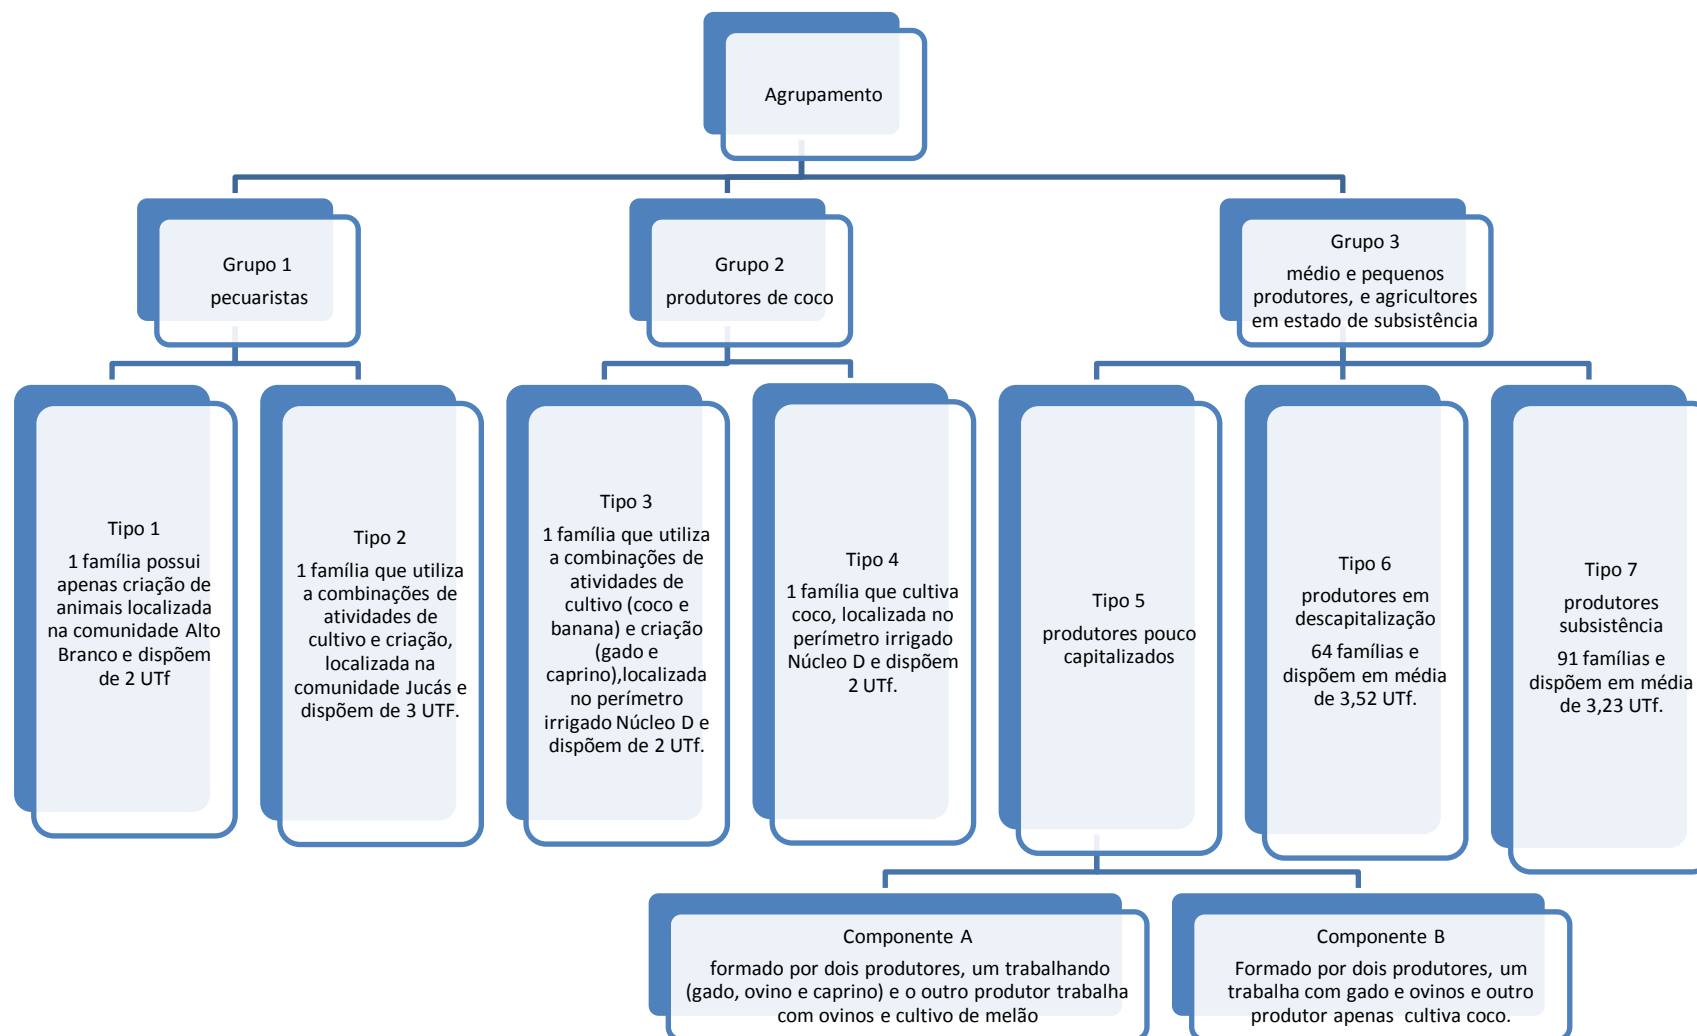 Agrupamento
Grupo 1
pecuaristas
Grupo 2
produtores de coco
Grupo 3
médio e pequenos
produtores, e agricultores
em estado de subsistência
Tipo 1
1 família possui
apenas criação de
animais localizada
na comunidade Alto
Branco e dispõem
de 2 UTf
Tipo 2
1 família que utiliza
a combinações de
atividades de
cultivo e criação,
localizada na
comunidade Jucás e
dispõem de 3 UTF.
Tipo 3
1 família que utiliza
a combinações de
atividades de
cultivo (coco e
banana) e criação
(gado e
caprino),localizada
no perímetro
irrigado Núcleo D e
dispõem de 2 UTf.
Tipo 4
1 família que cultiva
coco, localizada no
perímetro irrigado
Núcleo D e dispõem
2 UTf.
Tipo 5
produtores pouco
capitalizados
Tipo 6
produtores em
descapitalização
64 famílias e
dispõem em média
de 3,52 UTf.
Tipo 7
produtores
subsistência
91 famílias e
dispõem em média
de 3,23 UTf.
Componente A
formado por dois produtores, um trabalhando
(gado, ovino e caprino) e o outro produtor trabalha
com ovinos e cultivo de melão
Componente B
Formado por dois produtores, um
trabalha com gado e ovinos e outro
produtor apenas cultiva coco.